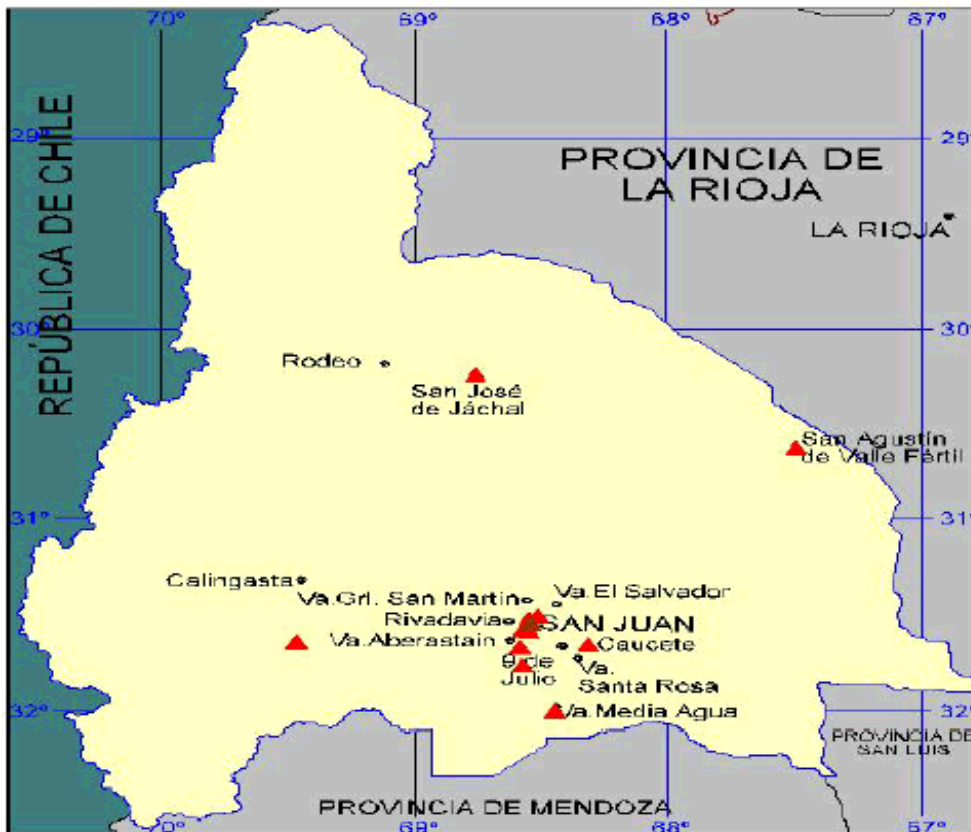 70°
69°
68°
67°
REPÚBLICA DE CHILE
29°
29°
PROVINCIA DE
LA RIOJA
LA RIOJA
30°
30°
Rodeo
San José
de Jáchal
San Agustín
de Valle Fértil
31°
31°
Calingasta
Va.Grl. San Martín
Va.El Salvador
Rivadavia
SAN JUAN
Va.Aberastain
Caucete
9 de
Julio
Va.
Santa Rosa
32°
Va.Media Agua
32°
PROVINCIA DE
SAN LUIS
PROVINCIA DE MENDOZA
70°
69°
68°
67°